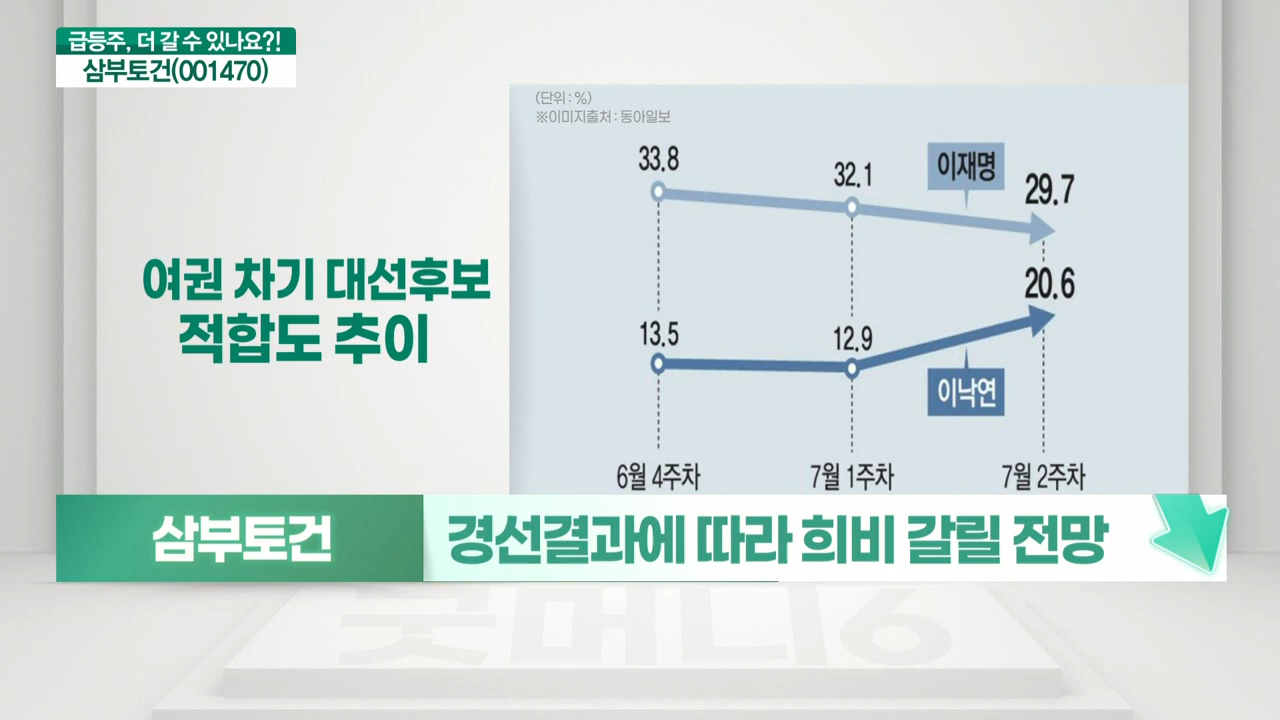 급등주, 더 갈 수 있나요?!
삼부토건(001470)
(단위 : %)
※이미지출처 : 동아일보
33.8
32.1
이재명
29.7
여권 차기 대선후보
적합도 추이
20.6
13.5
12.9
이낙연
6월 4주차
7월 1주차
7월 2주차
삼부토건
경선결과에 따라 희비 갈릴 전망
굿머니6